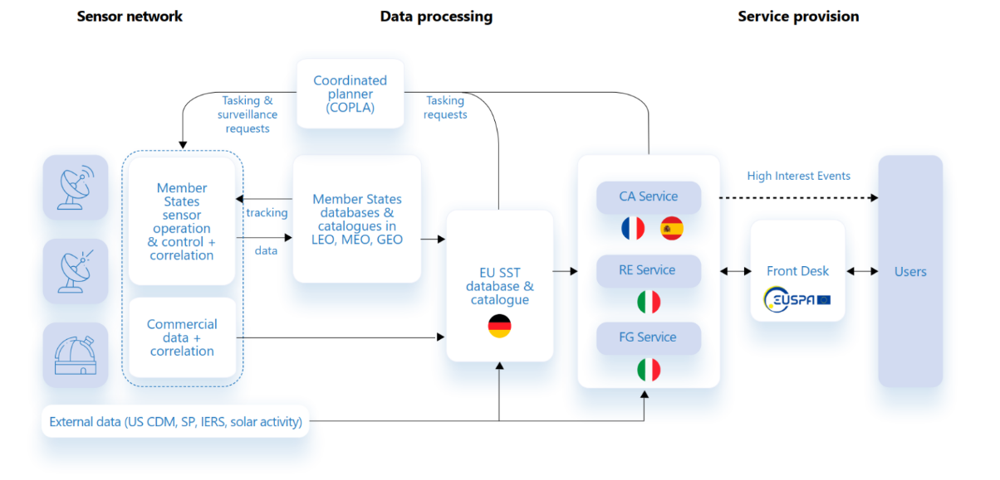 Sensor network
Data processing
Service provision
Coordinated
planner
(COPLA)
Tasking &
surveillance
requests
Tasking
requests
Member
States
sensor
operation
& control +
correlation
tracking
data
Member States
databases &
catalogues in
LEO, MEO, GEO
Commercial
data +
correlation
EU SST
database &
catalogue
CA Service
RE Service
FG Service
High Interest Events
Front Desk
EUSPA
Users
External data (US CDM, SP, IERS, solar activity)